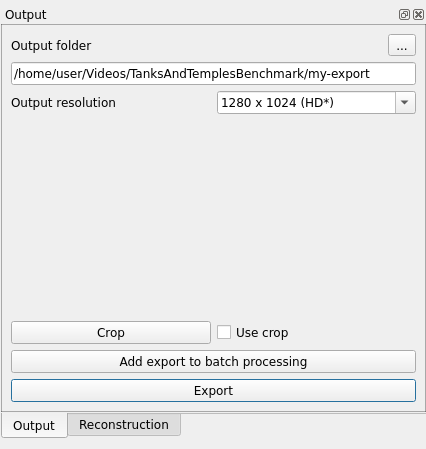 Output
Output folder
...
/home/user/Videos/TanksAndTemplesBenchmark/my-export
Output resolution
1280 x 1024 (HD*)
Crop
Use crop
Add export to batch processing
Export
Output
Reconstruction